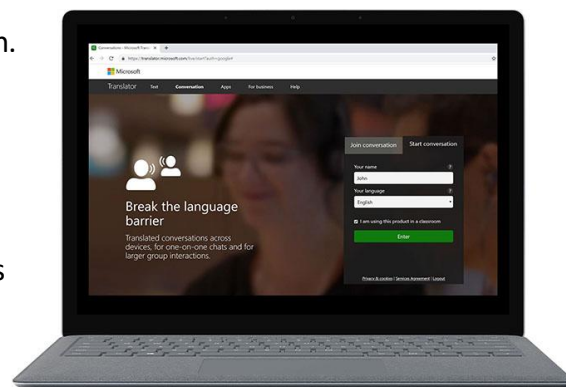 n.
s
Conversations - Microsoft Trans
https://translator.microsoft.com/
Microsoft
Translator Text Conversation Apps For business Help
Join conversation Start conversation
Your name
John
Your language
English
I am using this product in a classroom
Enter
Privacy & cookies | Services Agreement | Logout
Break the language
barrier
Translated conversations across
devices, for one-on-one chats and for
larger group interactions.